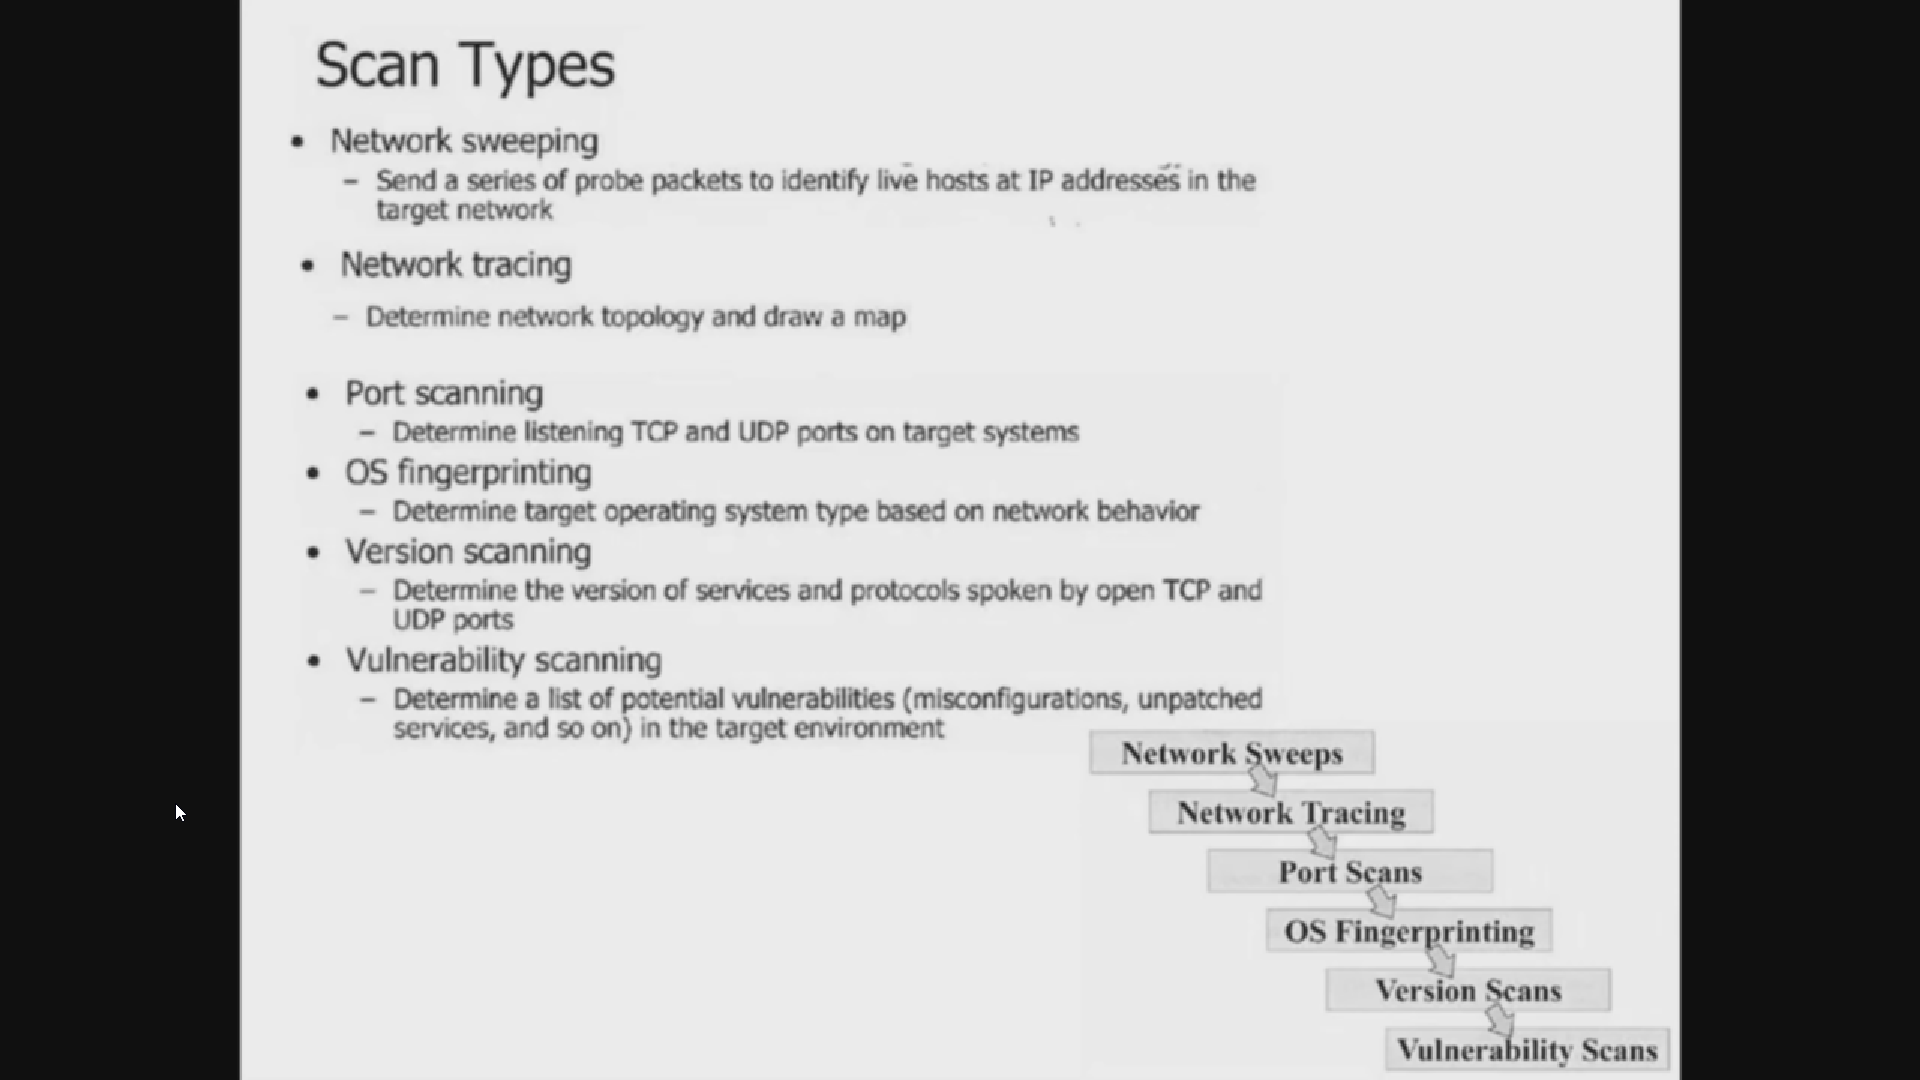 Scan Types
• Network sweeping
– Send a series of probe packets to identify live hosts at IP addresses in the
target network
• Network tracing
– Determine network topology and draw a map
• Port scanning
– Determine listening TCP and UDP ports on target systems
• OS fingerprinting
– Determine target operating system type based on network behavior
• Version scanning
– Determine the version of services and protocols spoken by open TCP and
UDP ports
• Vulnerability scanning
– Determine a list of potential vulnerabilities (misconfigurations, unpatched
services, and so on) in the target environment
Network Sweeps
Network Tracing
Port Scans
OS Fingerprinting
Version Scans
Vulnerability Scans